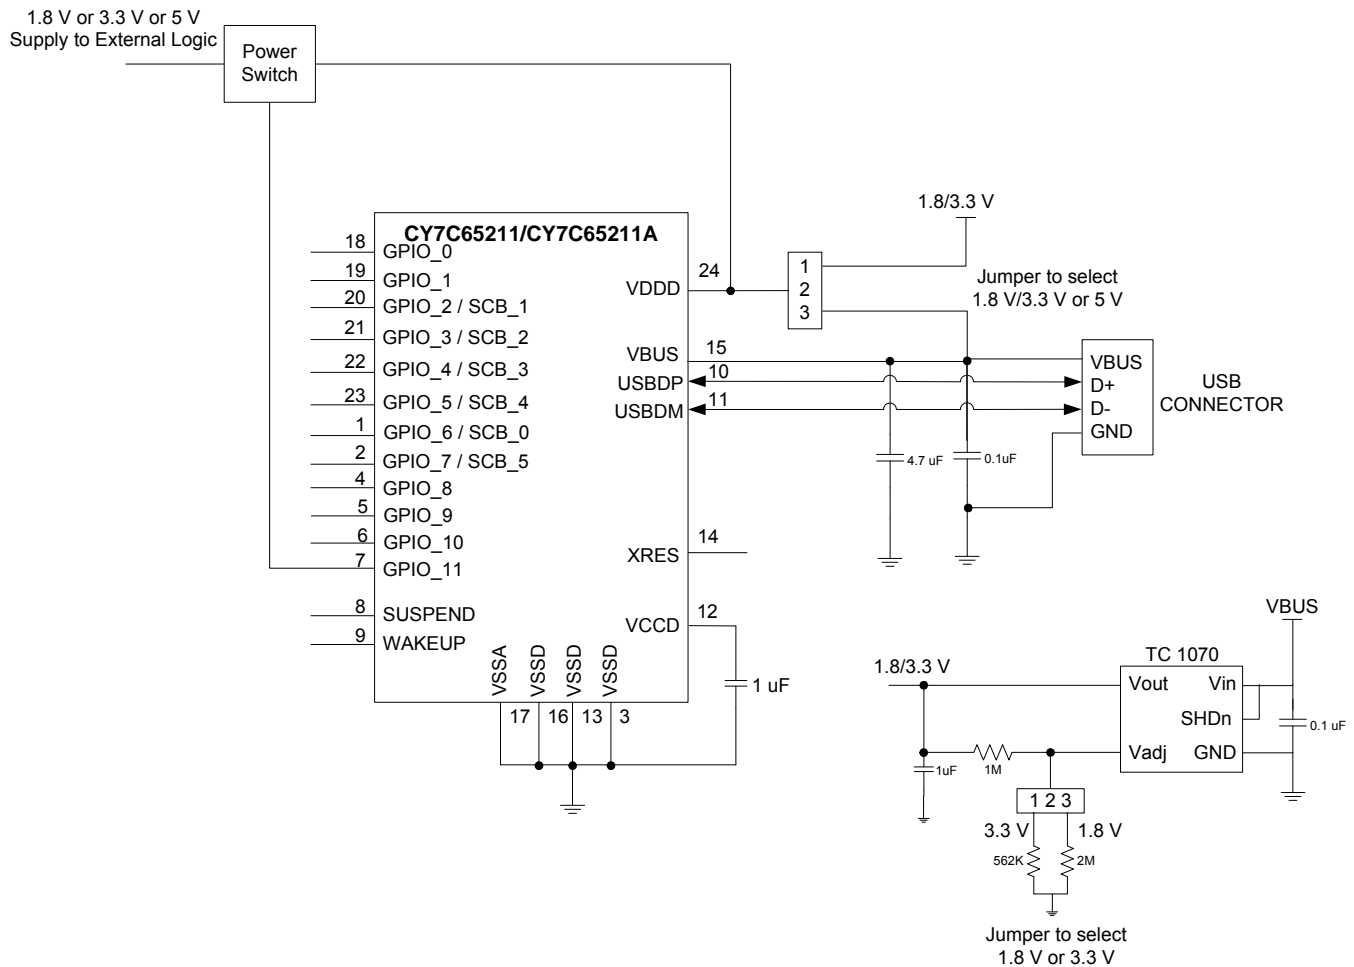 1.8 V or 3.3 V or 5 V
Supply to External Logic
Power
Switch
CY7C65211/CY7C65211A
18 GPIO_0
19 GPIO_1
20 GPIO_2 / SCB_1
21 GPIO_3 / SCB_2
22 GPIO_4 / SCB_3
23 GPIO_5 / SCB_4
1 GPIO_6 / SCB_0
2 GPIO_7 / SCB_5
4 GPIO_8
5 GPIO_9
6 GPIO_10
7 GPIO_11
8 SUSPEND
9 WAKEUP
VDDD 24
VBUS 15
USBDP 10
USBDM 11
XRES 14
VCCD 12
VSSA
VSSD
VSSD
VSSD
17
16
13
3
1 uF
1.8/3.3 V
1
2
3
Jumper to select
1.8 V/3.3 V or 5 V
VBUS
D+
D-
GND
USB
CONNECTOR
4.7 uF
0.1uF
VBUS
TC 1070
1.8/3.3 V
Vout
Vin
SHDn
Vadj
GND
0.1 uF
1uF
1M
1 2 3
3.3 V
1.8 V
562K
2M
Jumper to select
1.8 V or 3.3 V